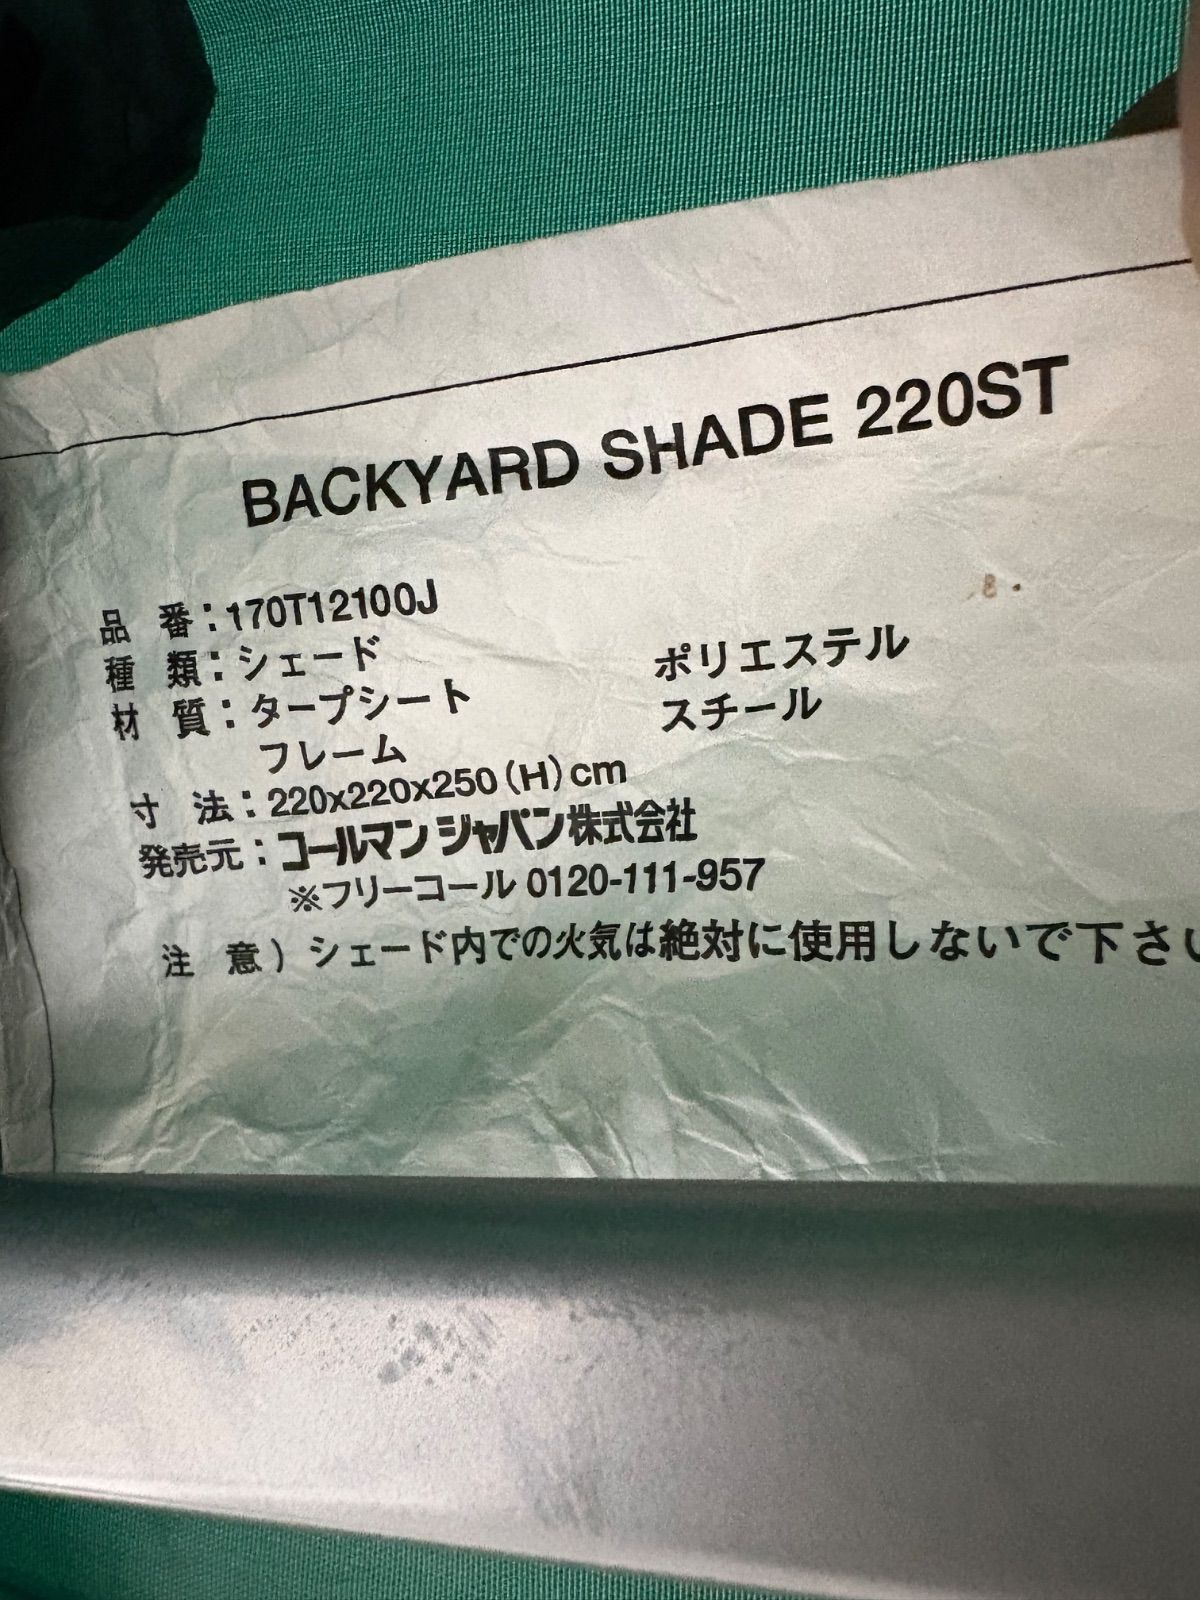 BACKYARD SHADE 220ST
品 番：170T12100J
種 類：シェード
材 質：タープシート ポリエステル
フレーム スチール
寸 法：220x220x250(H)cm
発売元：コールマン ジャパン株式会社
※フリーコール 0120-111-957
注 意）シェード内での火気は絶対に使用しないで下さい